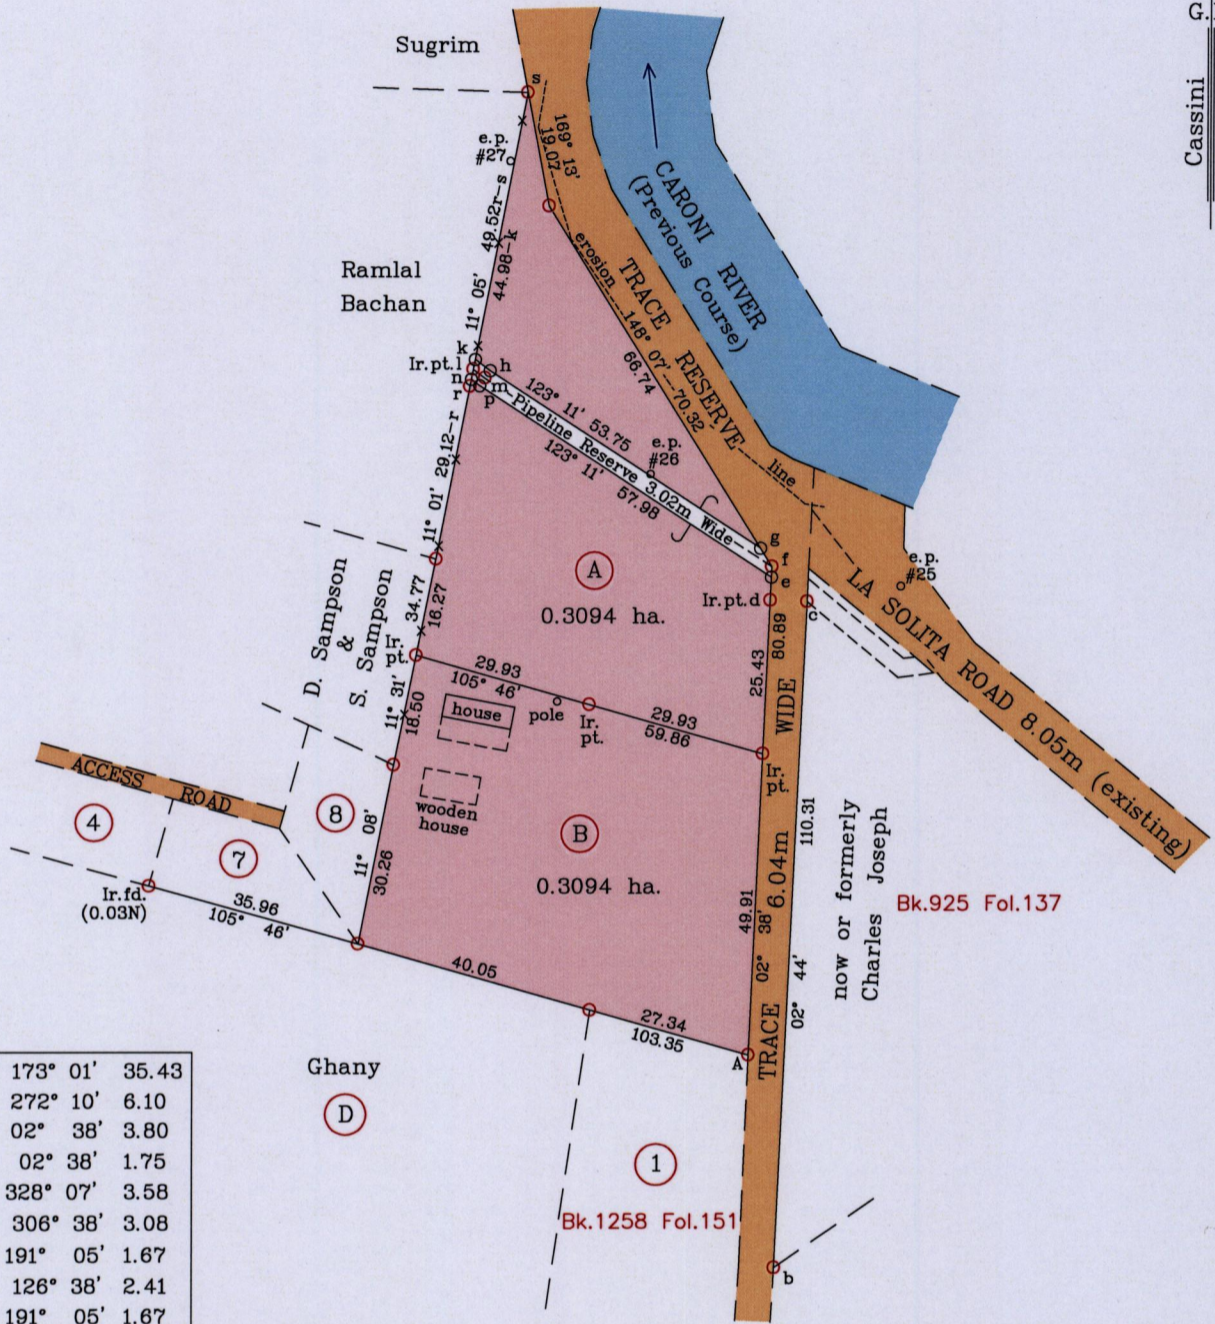 G.
Cassini
Sugrim
s
e.p.
#27
169° 13'
19.07
CARONI RIVER
(Previous Course)
49.52r-s
44.98-k
11° 05'
Ramlal
Bachan
erosion
TRACE RESERVE
148° 07'
70.32
66.74
k
Ir.pt.l
n
r
h
m
p
123° 11' 53.75
Pipeline Reserve 3.02m Wide
123° 11' 57.98
e.p.
#26
line
g
f
e
Ir.pt.d
c
e.p.
#25
29.12-r
11° 01'
LA SOLITA ROAD 8.05m (existing)
A
0.3094 ha.
D. Sampson
&
S. Sampson
34.77
16.27
Ir.
pt.
11° 31'
18.50
29.93
105° 46'
pole
Ir.
pt.
29.93
59.86
Ir.
pt.
80.89
25.43
house
wooden
house
ACCESS ROAD
4
7
8
Ir.fd.
(0.03N)
35.96
105° 46'
11° 08'
30.26
B
0.3094 ha.
49.91
02° 38'
TRACE 6.04m WIDE
110.31
02° 44'
now or formerly
Charles Joseph
Bk.925 Fol.137
40.05
27.34
103.35
A
Ghany
D
1
Bk.1258 Fol.151
b
173° 01' 35.43
272° 10' 6.10
02° 38' 3.80
02° 38' 1.75
328° 07' 3.58
306° 38' 3.08
191° 05' 1.67
126° 38' 2.41
191° 05' 1.67